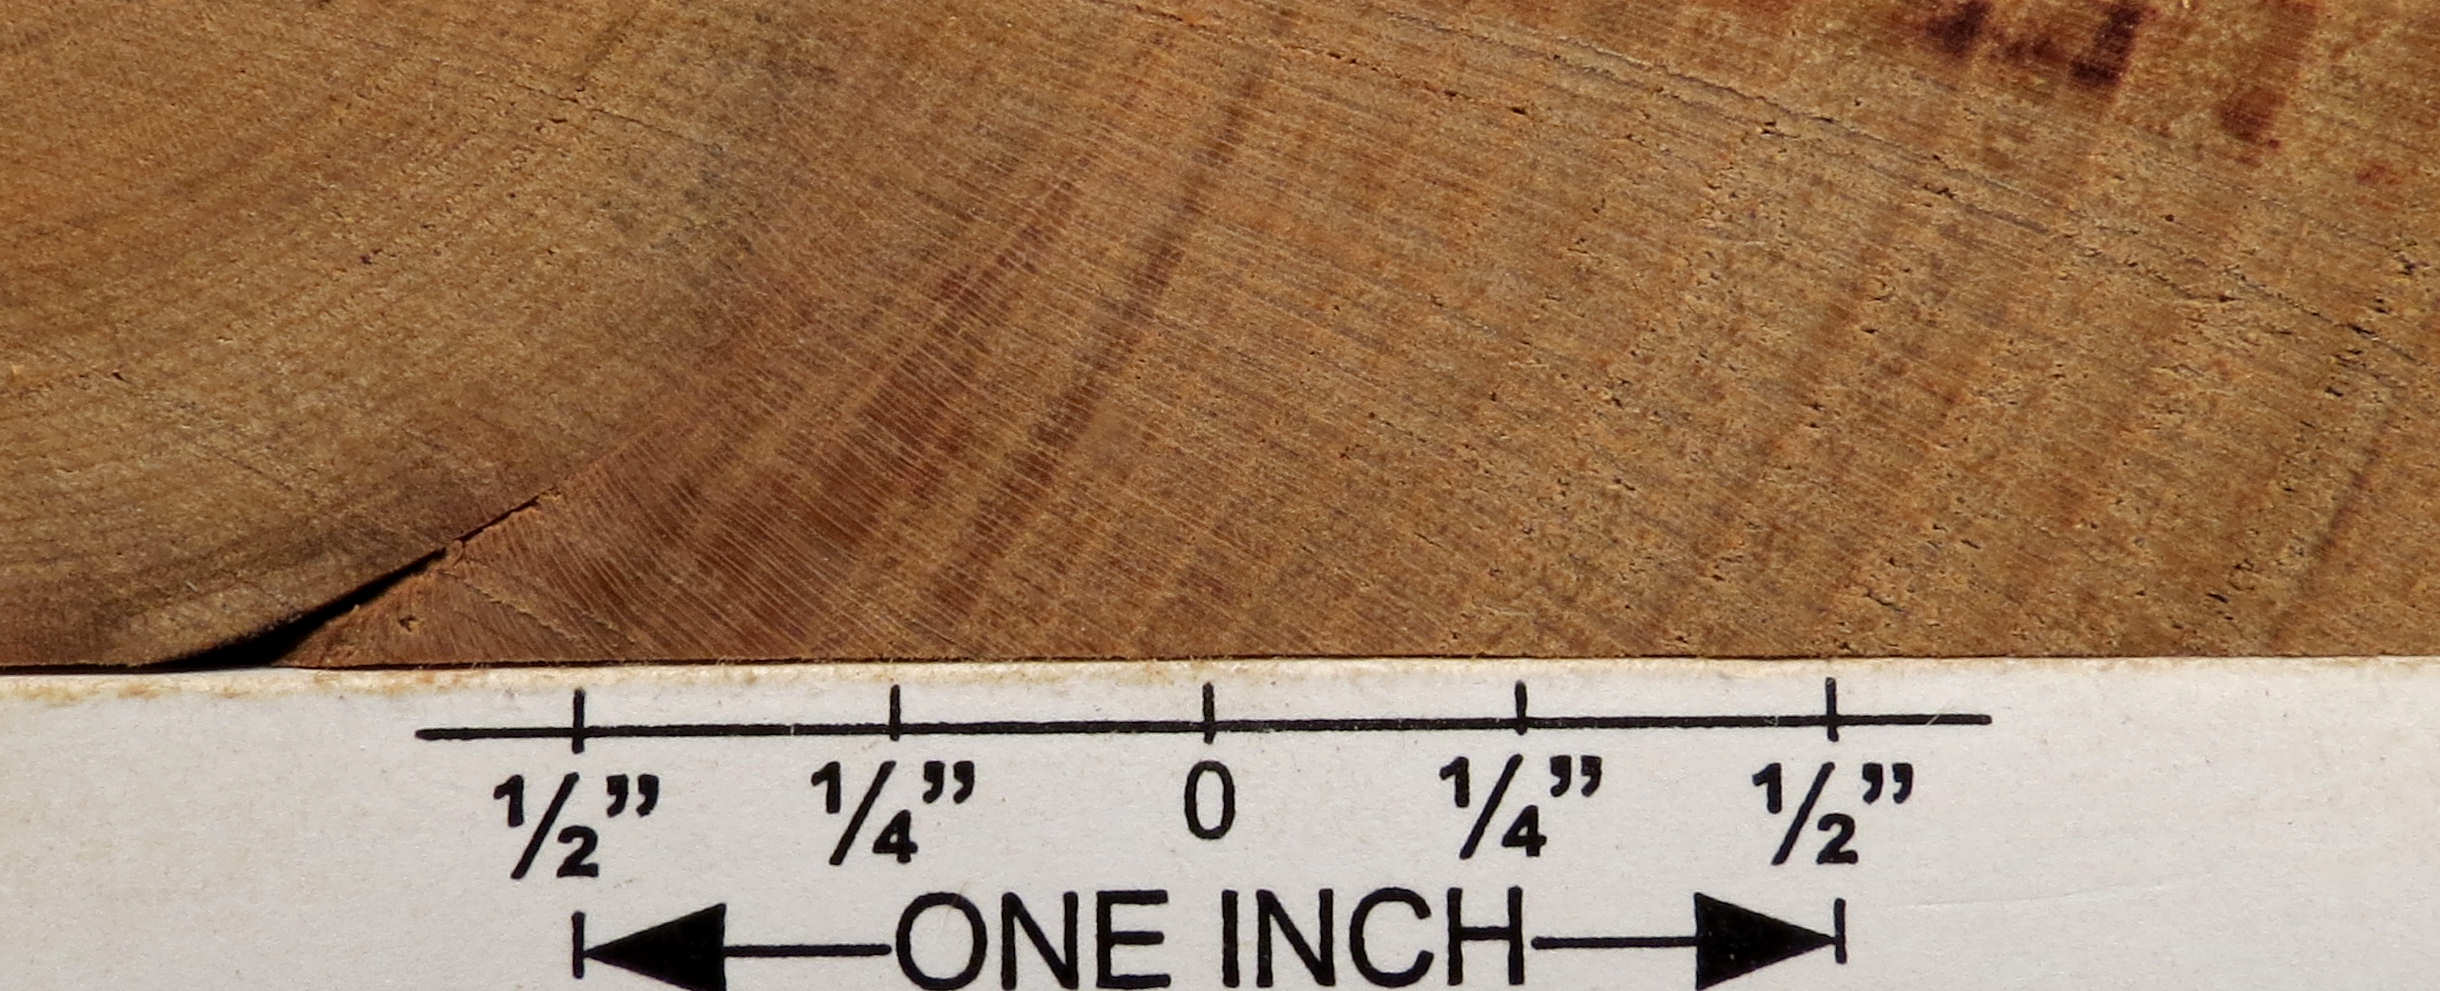 ½” ¼” 0 ¼” ½”
ONE INCH